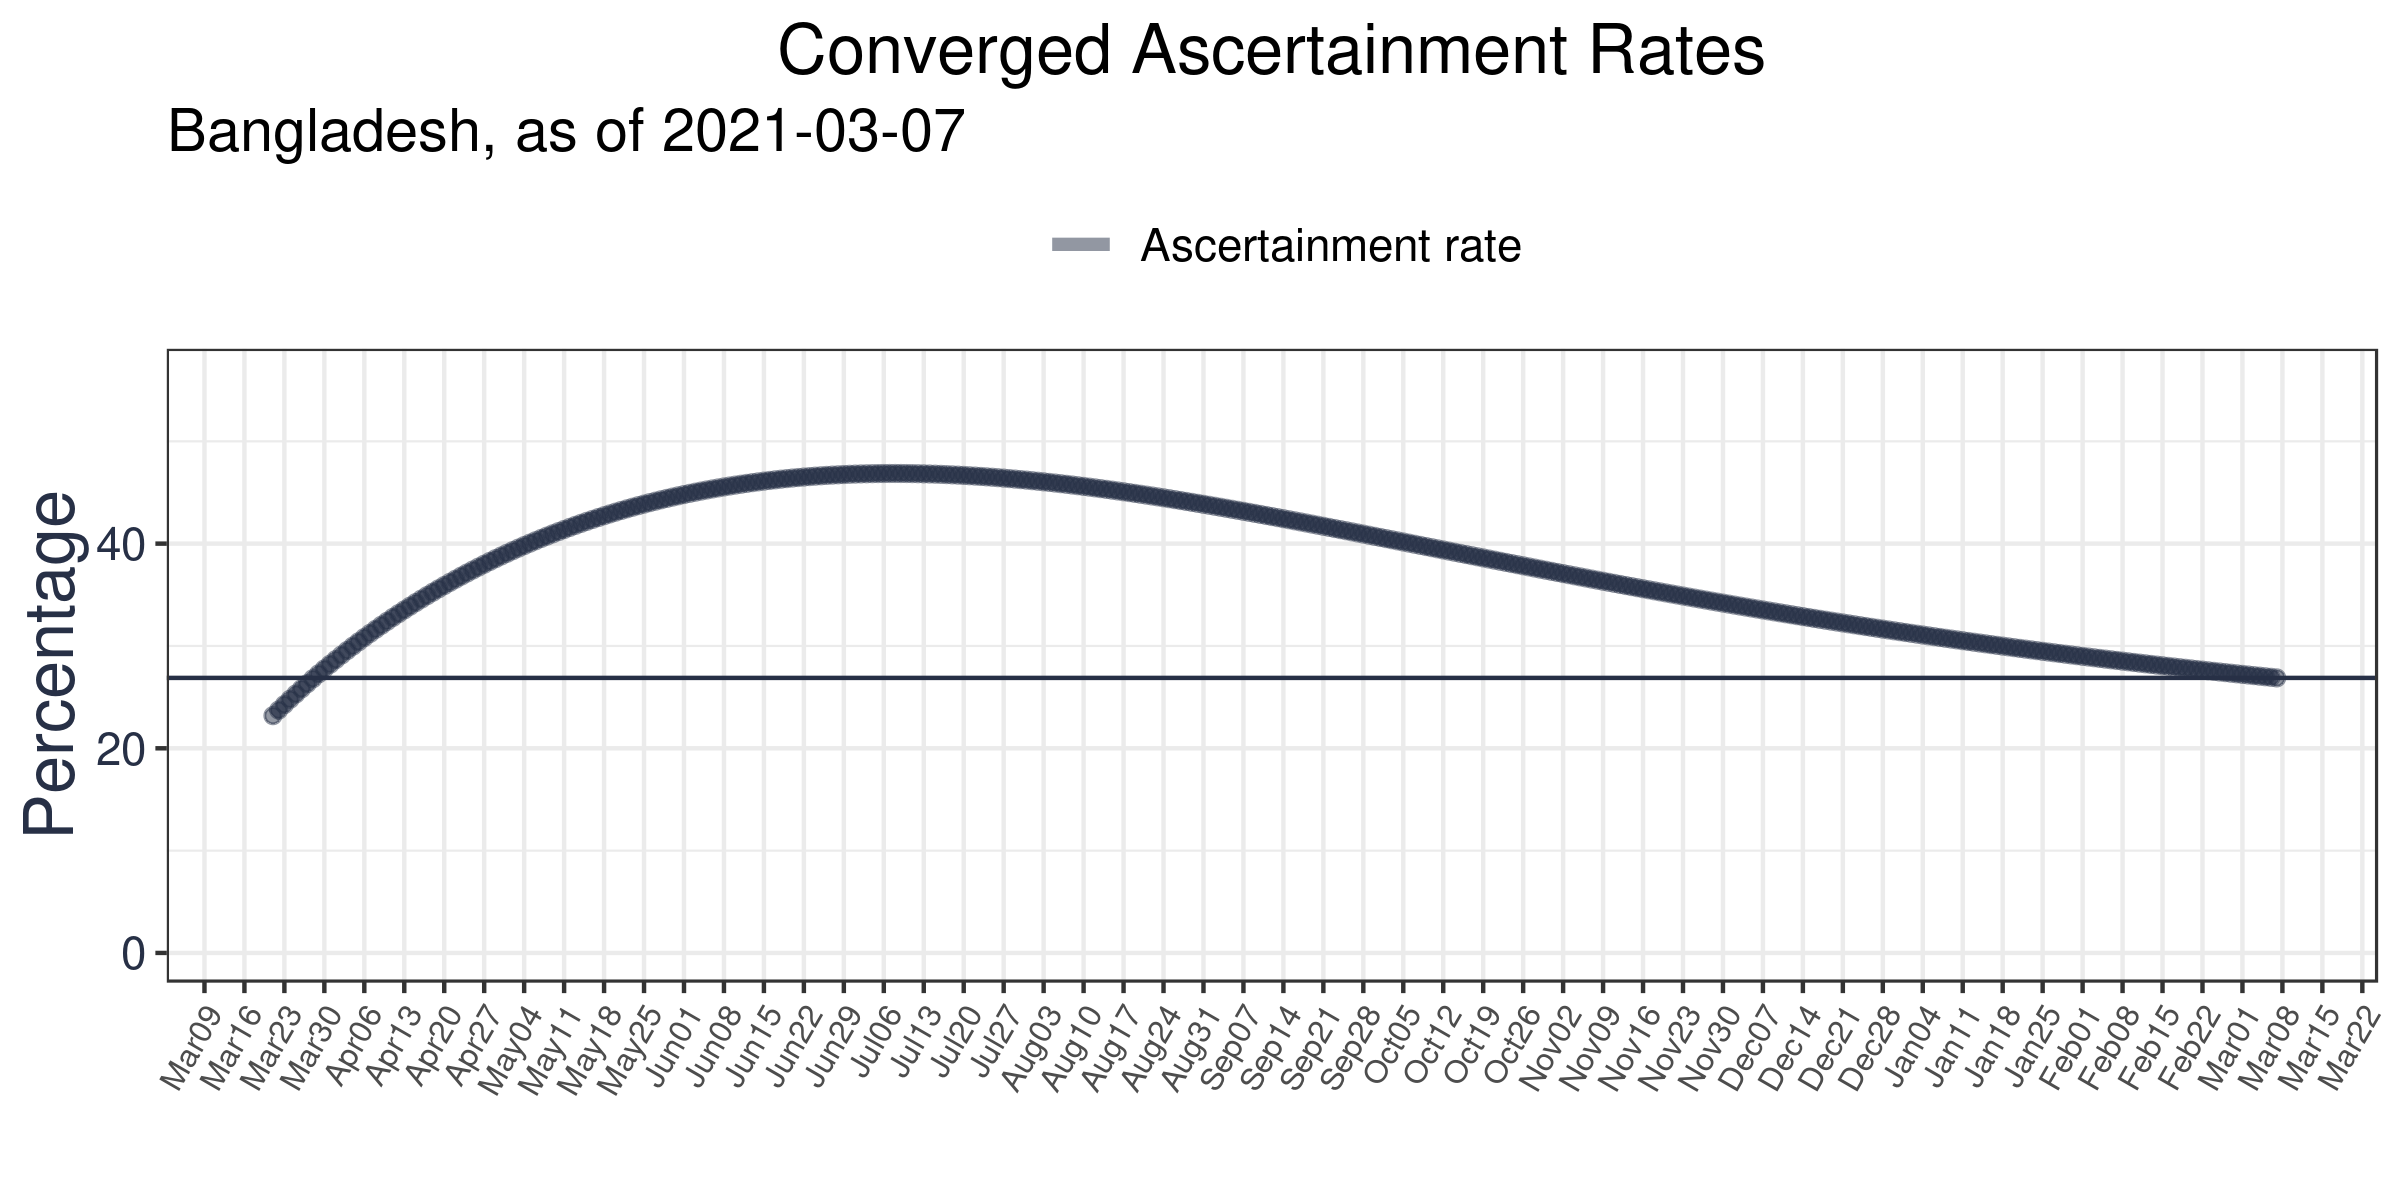 Converged Ascertainment Rates
Bangladesh, as of 2021-03-07
Ascertainment rate
Percentage
40
20
0
Mar09 Mar16 Mar23 Mar30 Apr06 Apr13 Apr20 Apr27 May04 May11 May18 May25 Jun01 Jun08 Jun15 Jun22 Jun29 Jul06 Jul13 Jul20 Jul27 Aug03 Aug10 Aug17 Aug24 Aug31 Sep07 Sep14 Sep21 Sep28 Oct05 Oct12 Oct19 Oct26 Nov02 Nov09 Nov16 Nov23 Nov30 Dec07 Dec14 Dec21 Dec28 Jan04 Jan11 Jan18 Jan25 Feb01 Feb08 Feb15 Feb22 Mar01 Mar08 Mar15 Mar22